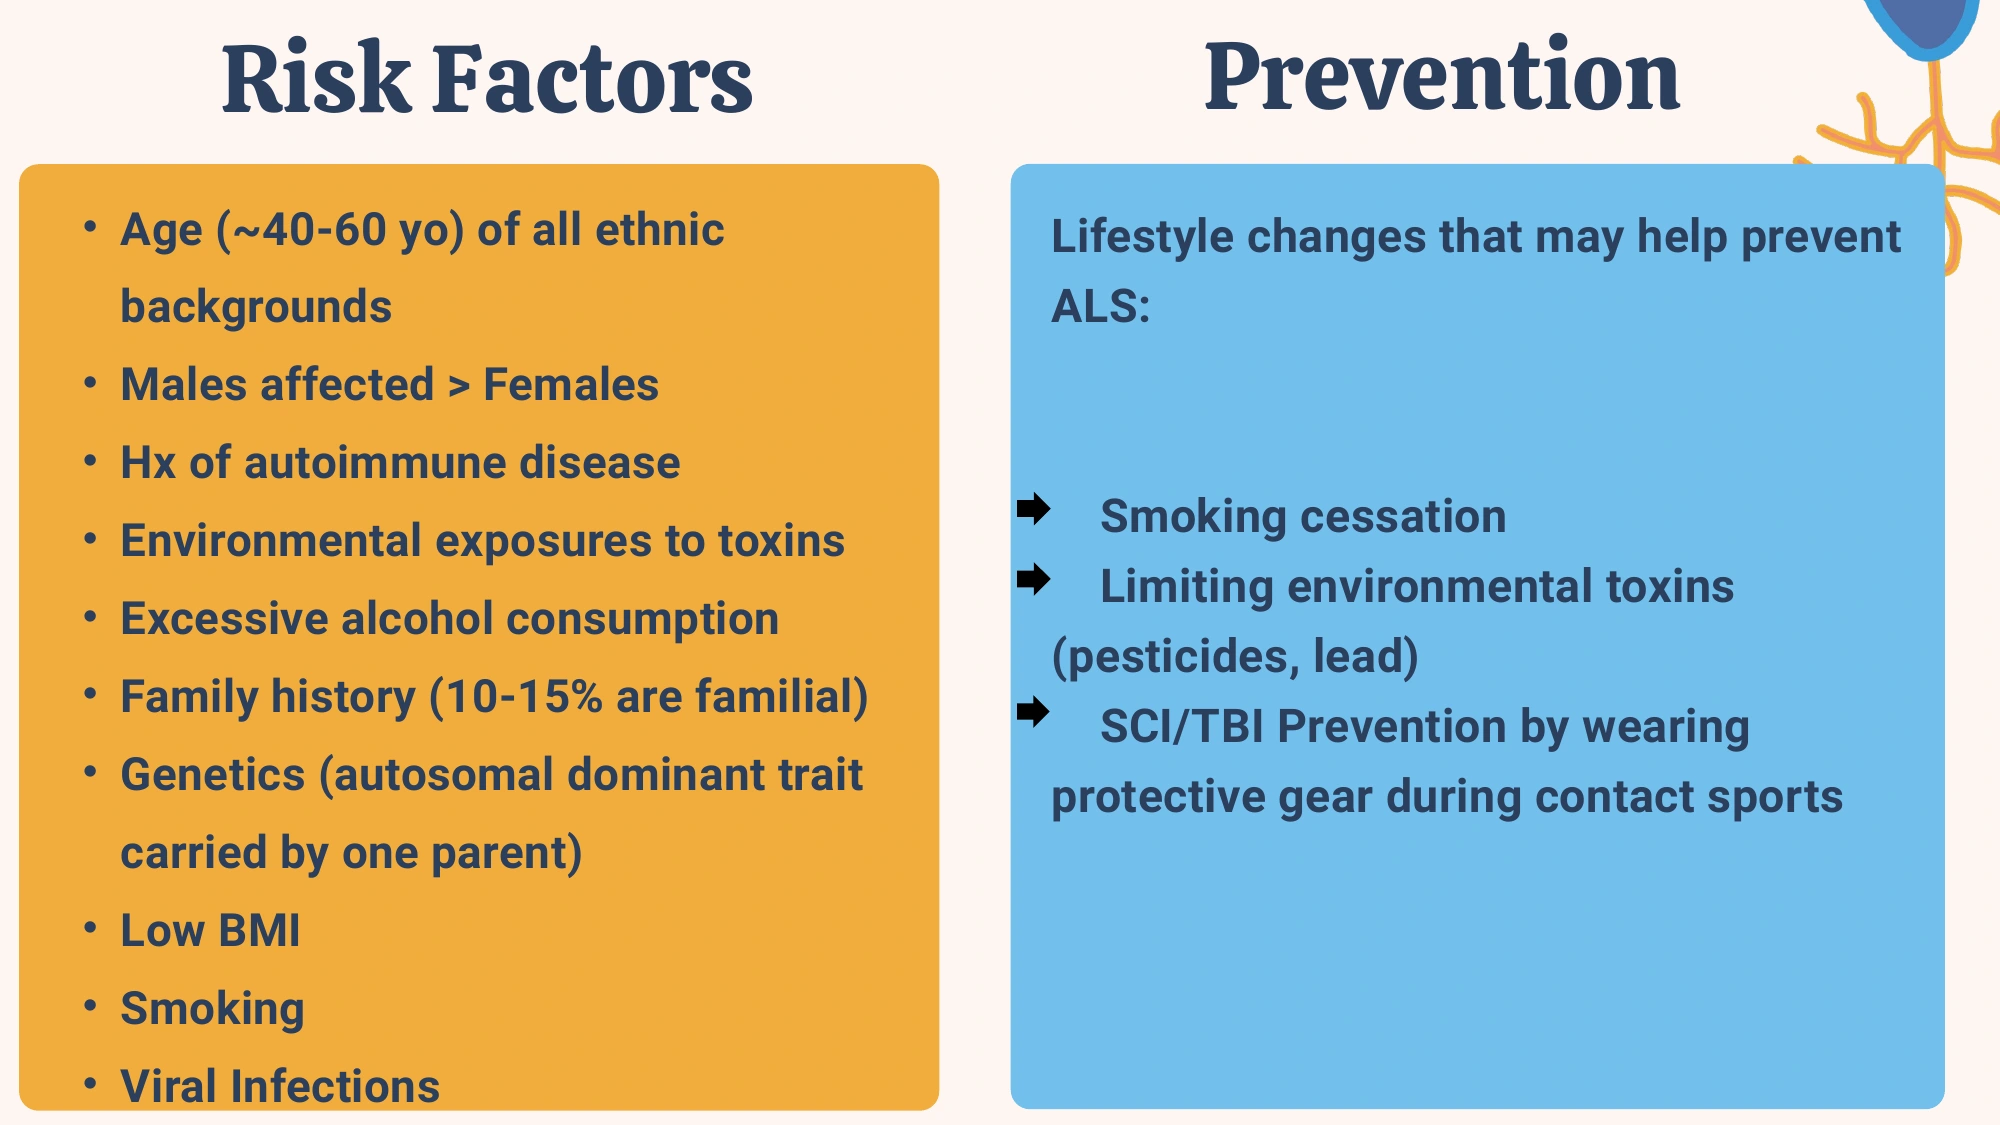 Risk Factors
• Age (~40-60 yo) of all ethnic
backgrounds
• Males affected > Females
• Hx of autoimmune disease
• Environmental exposures to toxins
• Excessive alcohol consumption
• Family history (10-15% are familial)
• Genetics (autosomal dominant trait
carried by one parent)
• Low BMI
• Smoking
• Viral Infections
Prevention
Lifestyle changes that may help prevent
ALS:
Smoking cessation
Limiting environmental toxins
(pesticides, lead)
SCI/TBI Prevention by wearing
protective gear during contact sports